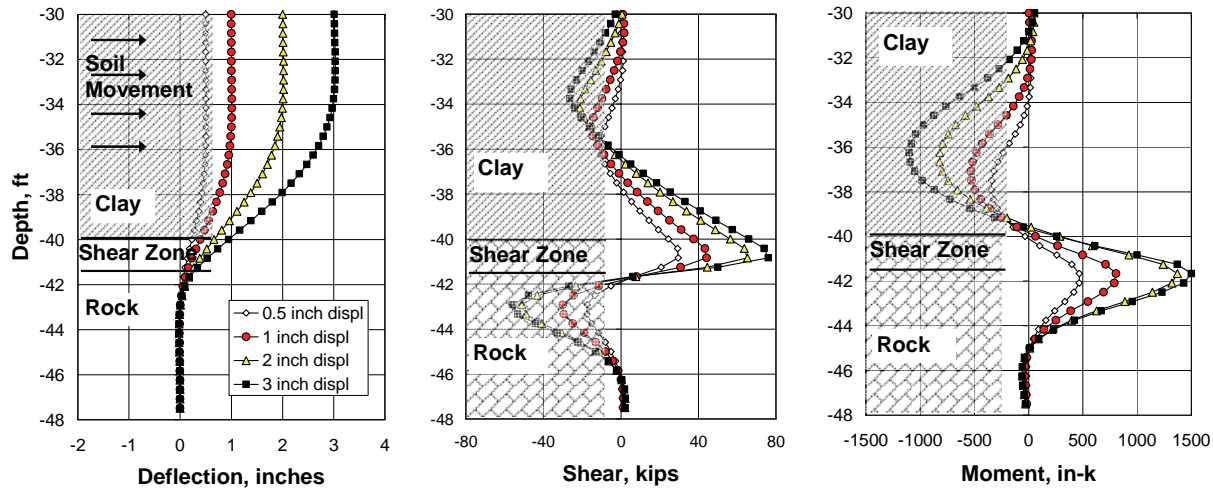 -30
-32
-34
-36
-38
-40
-42
-44
-46
-48
Depth, ft
Soil
Movement
Clay
Shear Zone
Rock
0.5 inch displ
1 inch displ
2 inch displ
3 inch displ
-2 -1 0 1 2 3 4
Deflection, inches
-30
-32
-34
-36
-38
-40
-42
-44
-46
-48
Clay
Shear Zone
Rock
-80 -40 0 40 80
Shear, kips
-30
-32
-34
-36
-38
-40
-42
-44
-46
-48
Clay
Shear Zone
Rock
-1500 -1000 -500 0 500 1000 1500
Moment, in-k